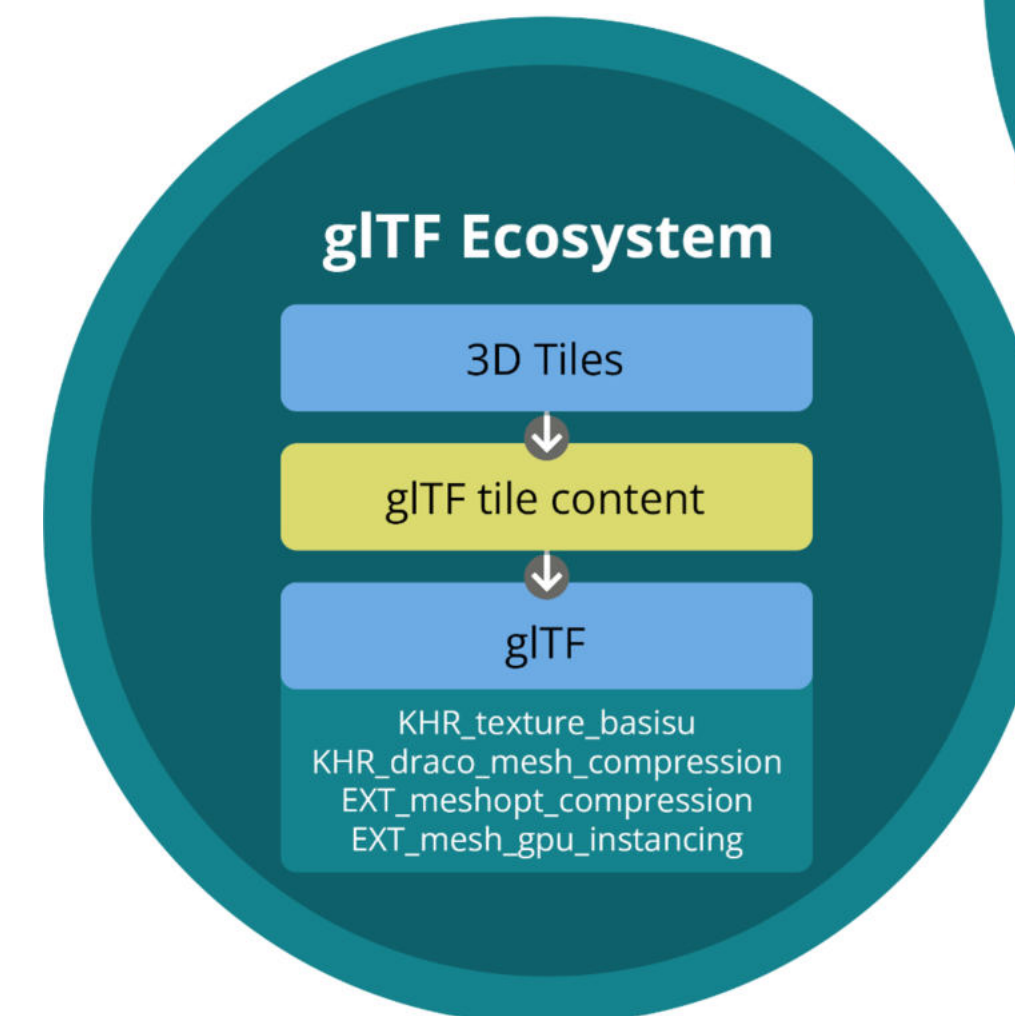 glTF Ecosystem
3D Tiles
glTF tile content
glTF
KHR_texture_basisu
KHR_draco_mesh_compression
EXT_meshopt_compression
EXT_mesh_gpu_instancing